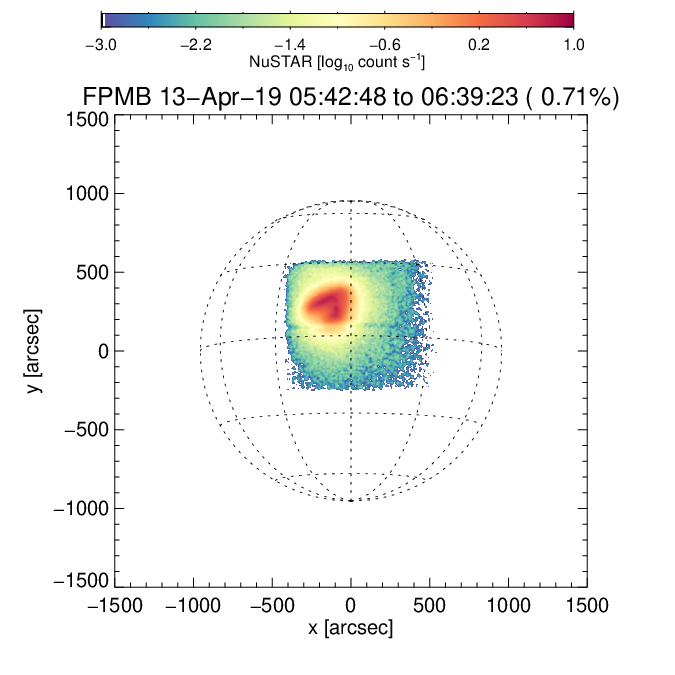 −3.0 −2.2 −1.4 −0.6 0.2 1.0
NuSTAR [log₁₀ count s⁻¹]
FPMB 13−Apr−19 05:42:48 to 06:39:23 ( 0.71%)
1500
1000
500
0
−500
−1000
−1500
y [arcsec]
−1500 −1000 −500 0 500 1000 1500
x [arcsec]